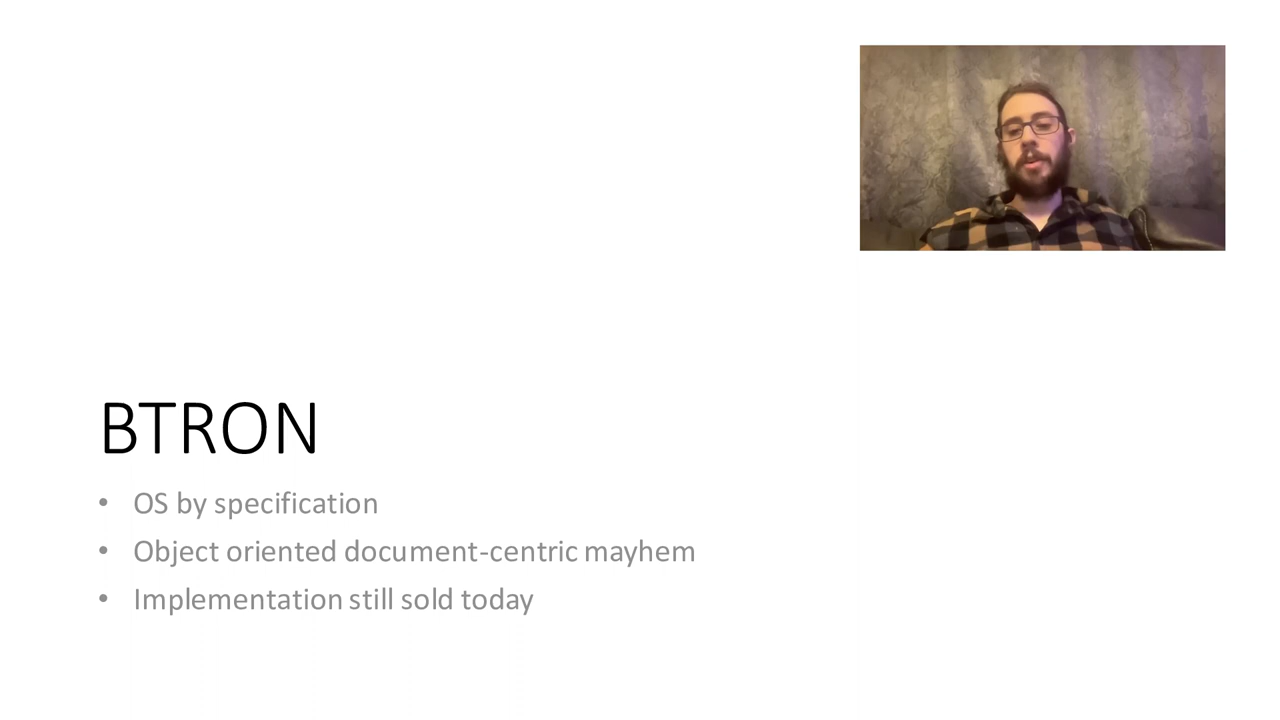 BTRON
• OS by specification
• Object oriented document-centric mayhem
• Implementation still sold today